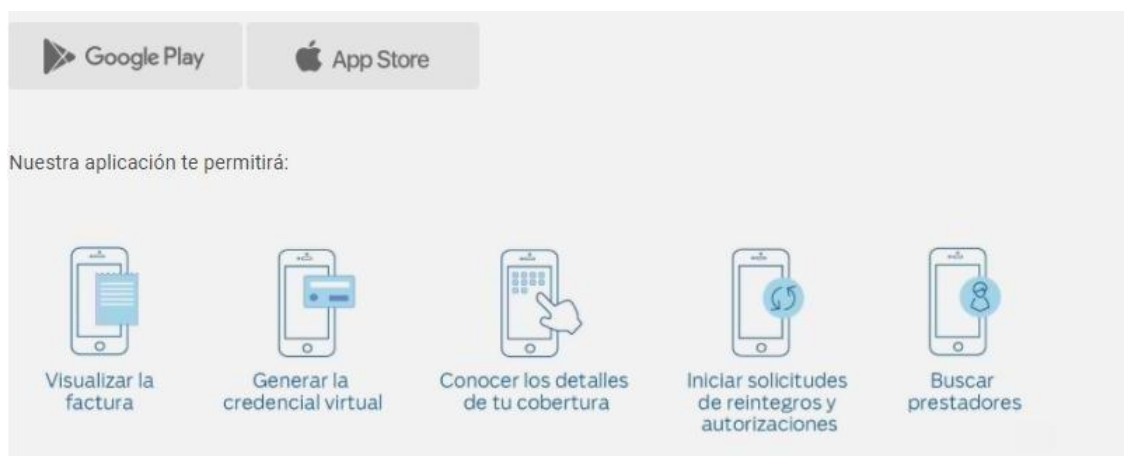 Google Play
App Store
Nuestra aplicación te permitirá:
Visualizar la
factura
Generar la
credencial virtual
Conocer los detalles
de tu cobertura
Iniciar solicitudes
de reintegros y
autorizaciones
Buscar
prestadores